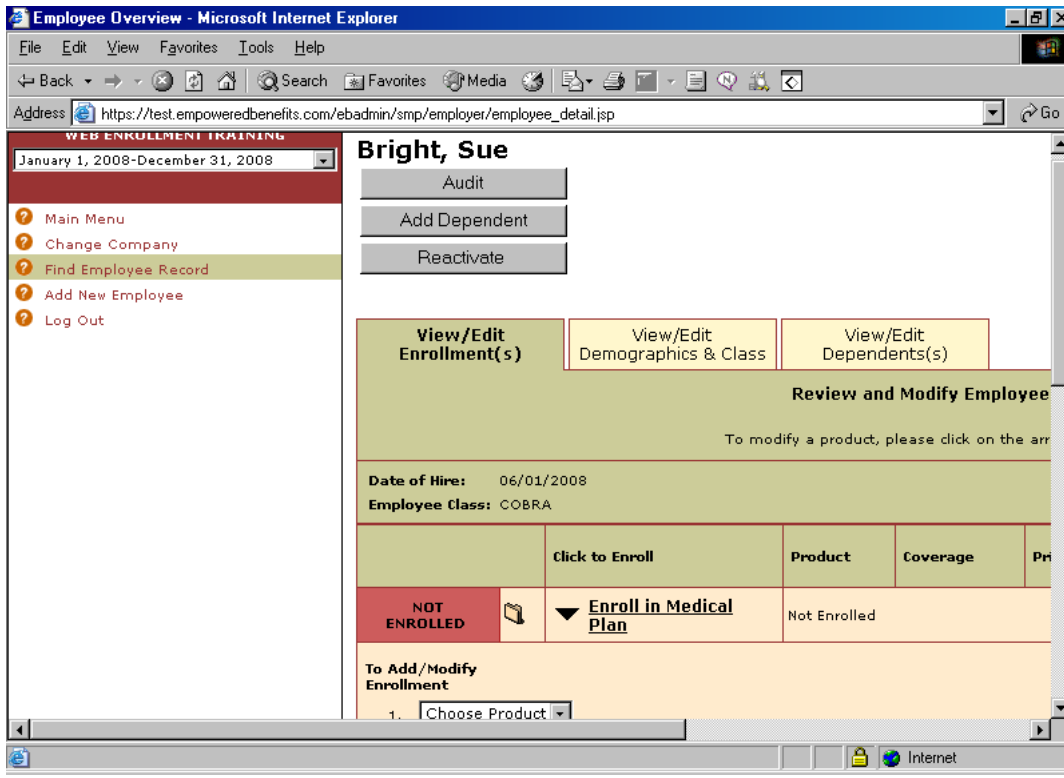 Employee Overview - Microsoft Internet Explorer
File Edit View Favorites Tools Help
Back Search Favorites Media
Address https://test.empoweredbenefits.com/ebadmin/smp/employer/employee_detail.jsp Go
WEB ENROLLMENT TRAINING
January 1, 2008-December 31, 2008
Main Menu
Change Company
Find Employee Record
Add New Employee
Log Out
Bright, Sue
Audit
Add Dependent
Reactivate
View/Edit
Enrollment(s)
View/Edit
Demographics & Class
View/Edit
Dependents(s)
Review and Modify Employee
To modify a product, please click on the arr
Date of Hire: 06/01/2008
Employee Class: COBRA
Click to Enroll Product Coverage Pri
NOT
ENROLLED
Enroll in Medical
Plan
Not Enrolled
To Add/Modify
Enrollment
1. Choose Product
Internet